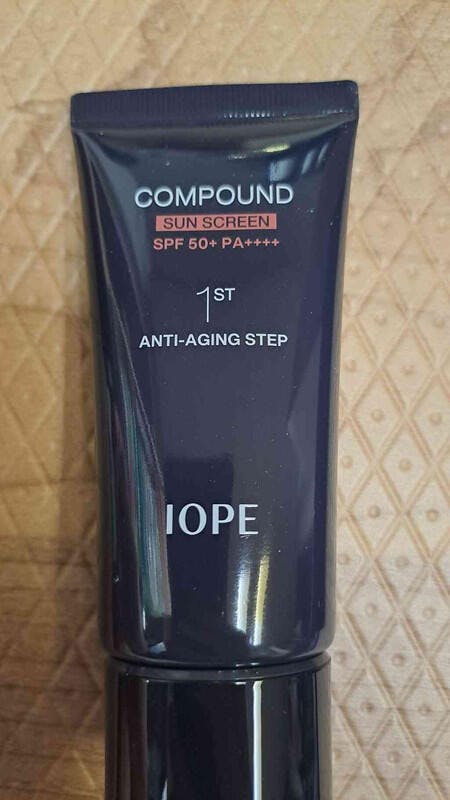 COMPOUND
SUN SCREEN
SPF 50+ PA++++
1ST
ANTI-AGING STEP
IOPE